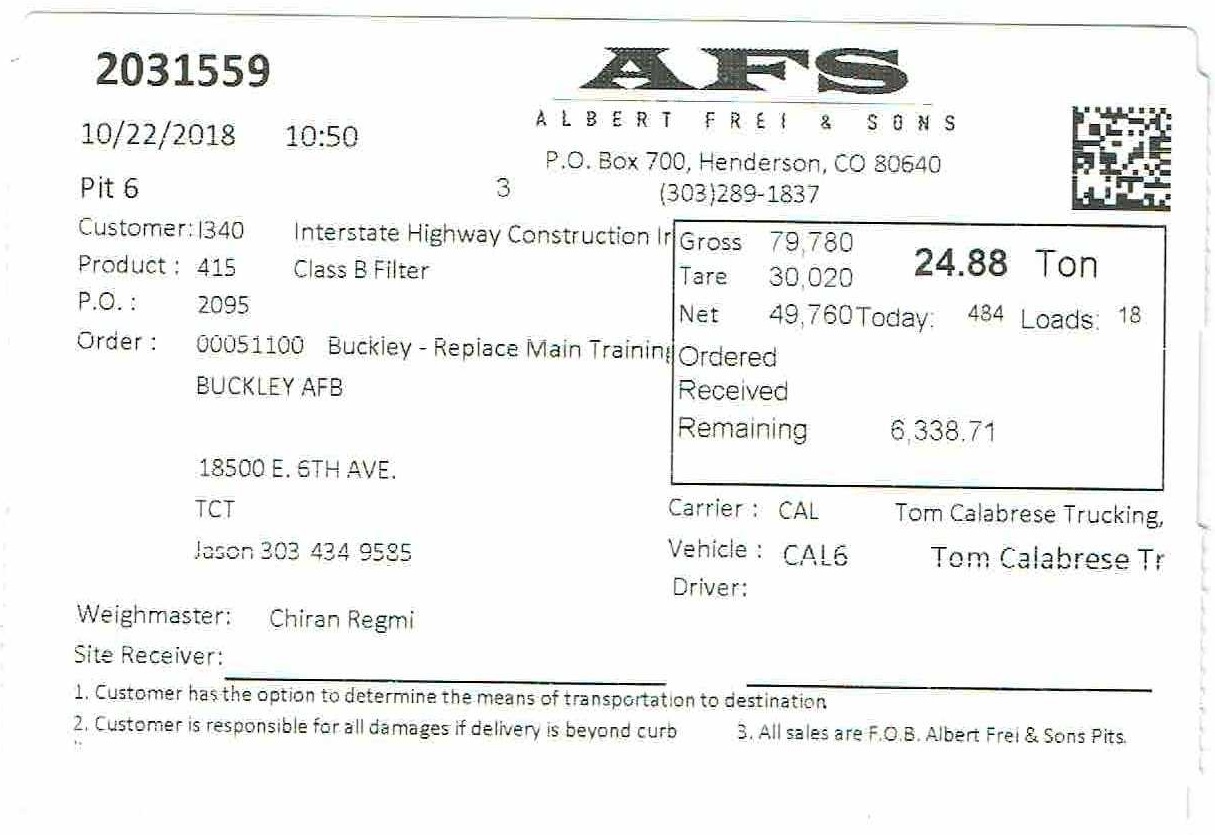 2031559
AFS
ALBERT FREI & SONS
10/22/2018 10:50
P.O. Box 700, Henderson, CO 80640
Pit 6 3 (303)289-1837
Customer: I340 Interstate Highway Construction Ir
Product : 415 Class B Filter
P.O. : 2095
Order : 00051100 Buckley - Replace Main Training
BUCKLEY AFB
18500 E. 6TH AVE.
TCT
Jason 303 434 9585
Gross 79,780 24.88 Ton
Tare 30,020
Net 49,760 Today: 484 Loads: 18
Ordered
Received
Remaining 6,338.71
Carrier : CAL Tom Calabrese Trucking,
Vehicle : CAL6 Tom Calabrese Tr
Driver:
Weighmaster: Chiran Regmi
Site Receiver:
1. Customer has the option to determine the means of transportation to destination
2. Customer is responsible for all damages if delivery is beyond curb 3. All sales are F.O.B. Albert Frei & Sons Pits.